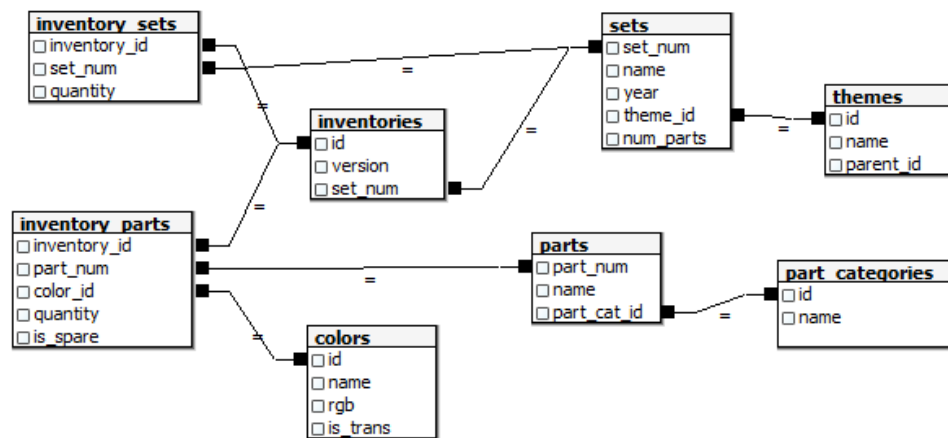 inventory_sets
inventory_id
set_num
quantity
sets
set_num
name
year
theme_id
num_parts
themes
id
name
parent_id
inventories
id
version
set_num
inventory_parts
inventory_id
part_num
color_id
quantity
is_spare
parts
part_num
name
part_cat_id
part_categories
id
name
colors
id
name
rgb
is_trans
=
=
=
=
=
=
=
=